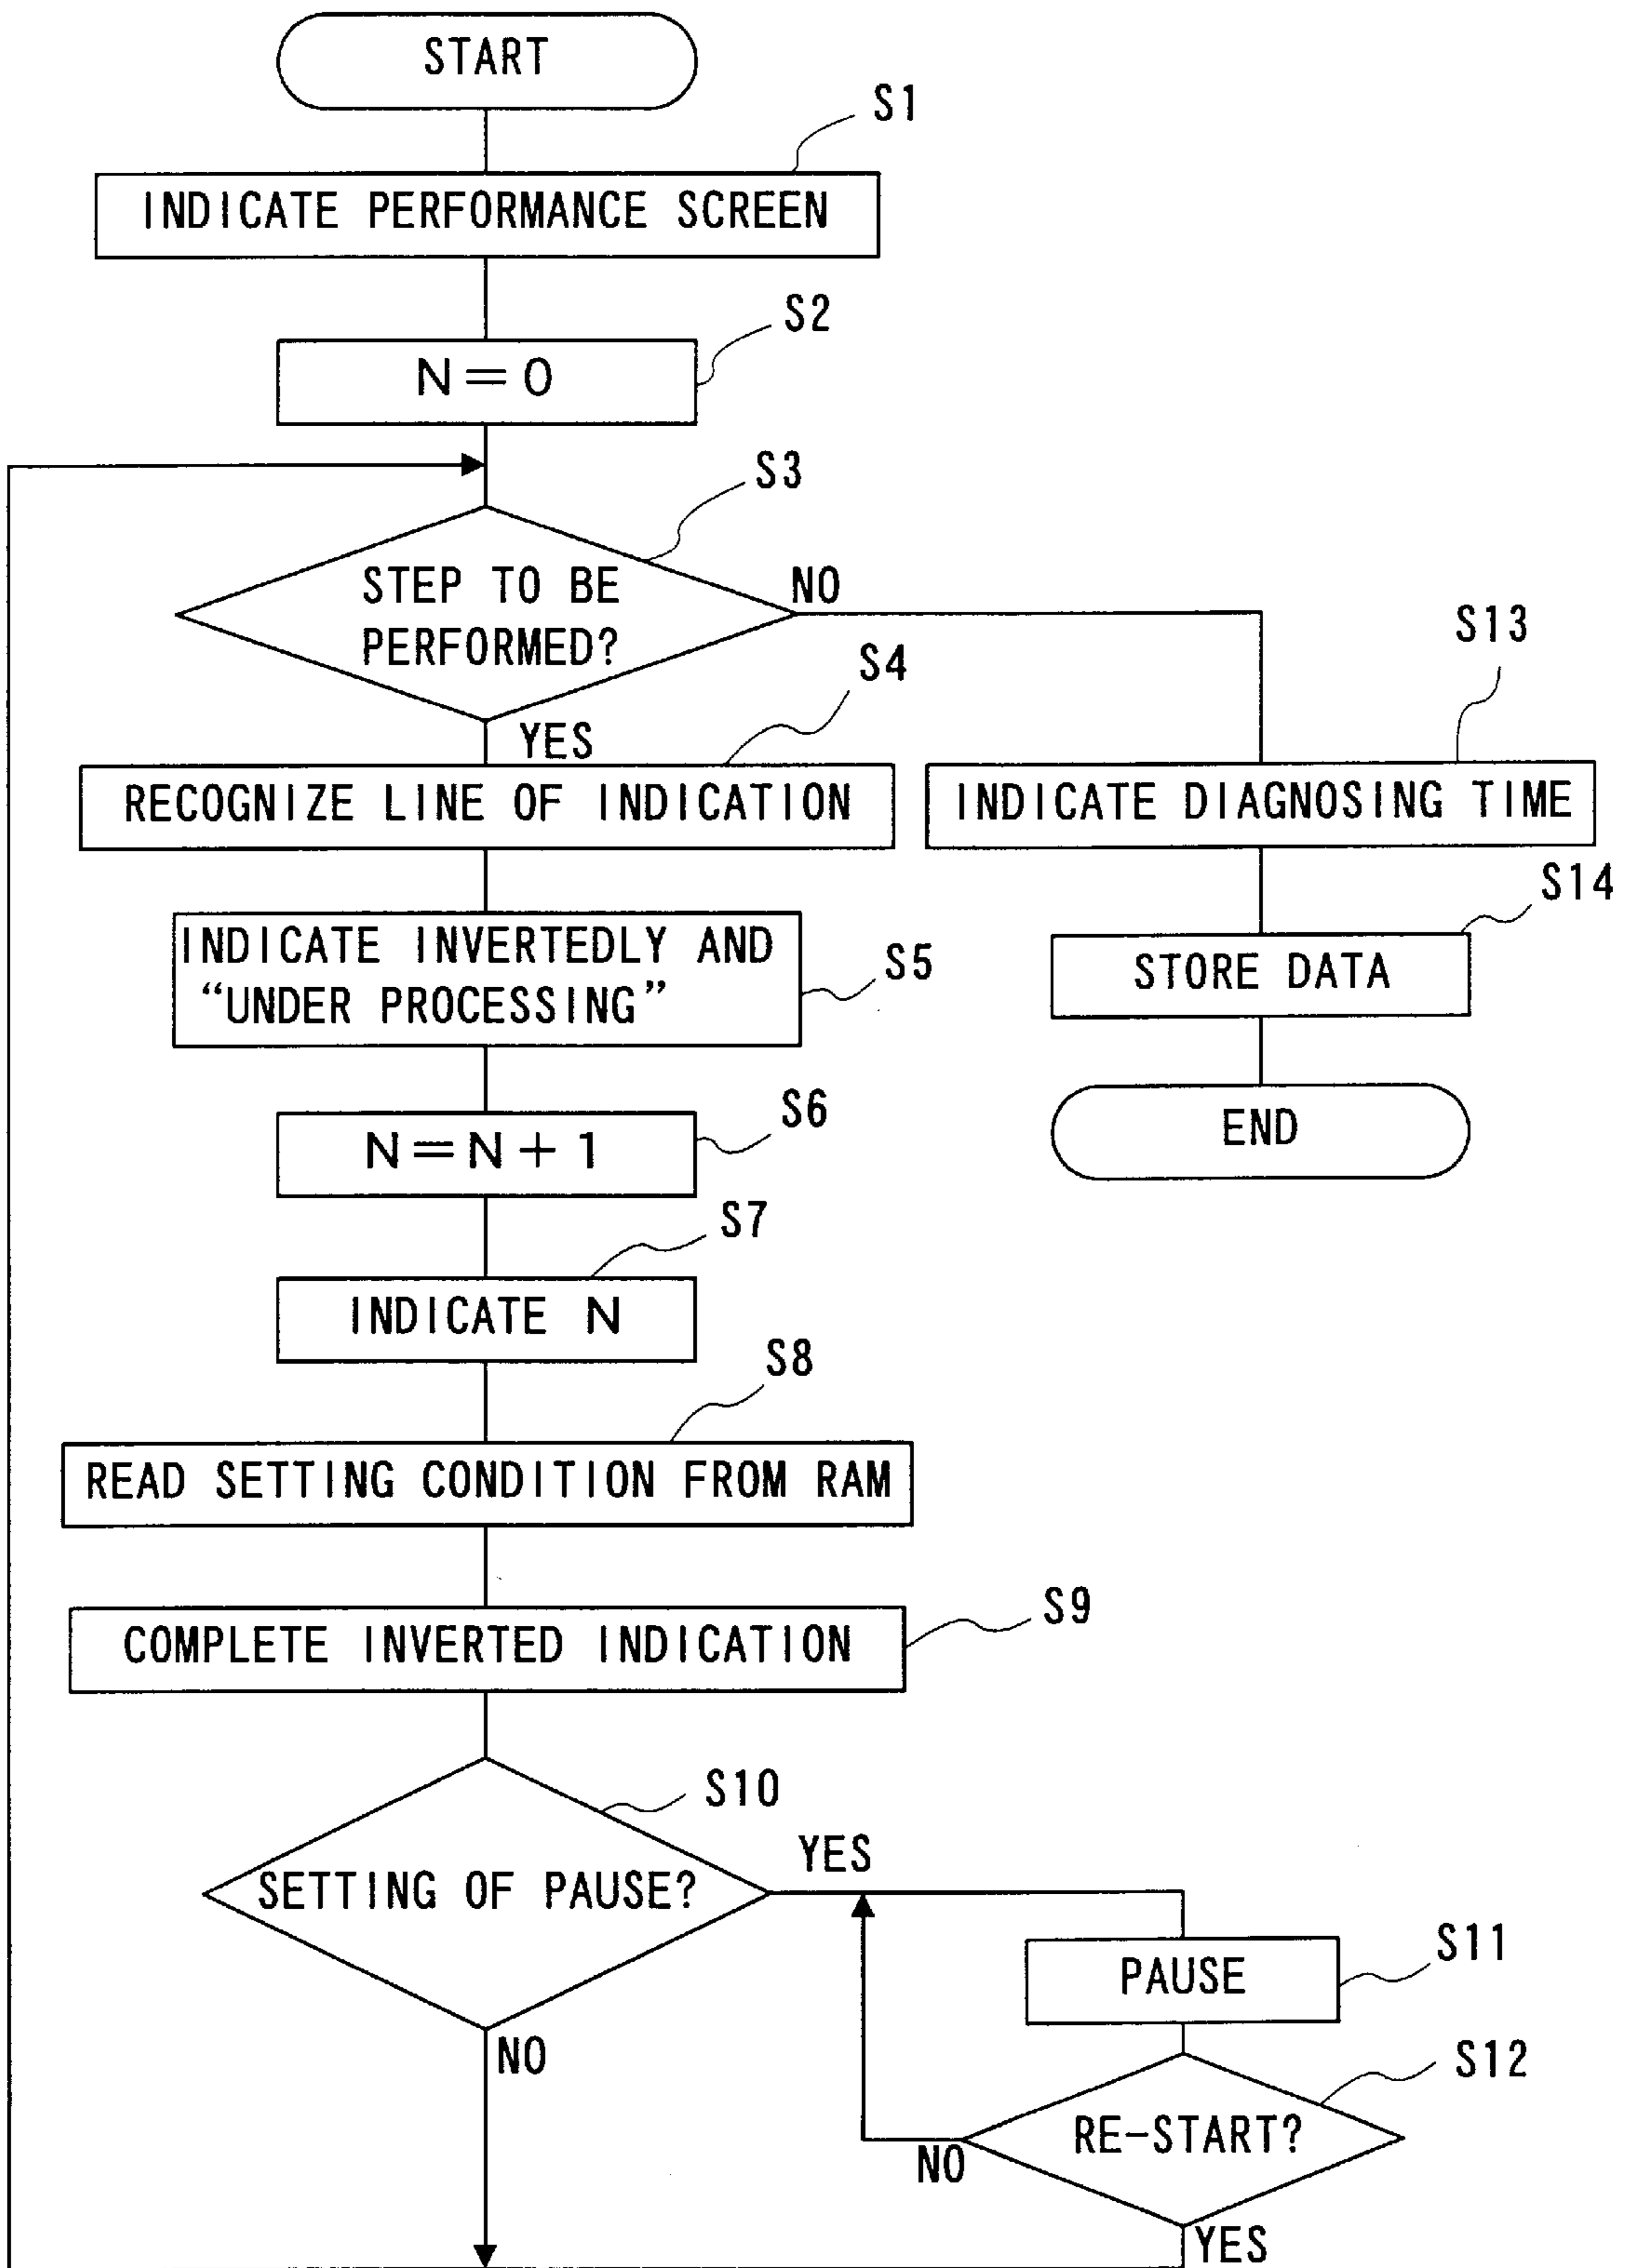 START
S1
INDICATE PERFORMANCE SCREEN
S2
N=0
S3
STEP TO BE
PERFORMED?
NO
S13
S4
YES
RECOGNIZE LINE OF INDICATION
INDICATE DIAGNOSING TIME
S14
INDICATE INVERTEDLY AND
“UNDER PROCESSING”
S5
STORE DATA
S6
N=N+1
END
S7
INDICATE N
S8
READ SETTING CONDITION FROM RAM
S9
COMPLETE INVERTED INDICATION
S10
YES
SETTING OF PAUSE?
S11
PAUSE
NO
S12
RE-START?
NO
YES